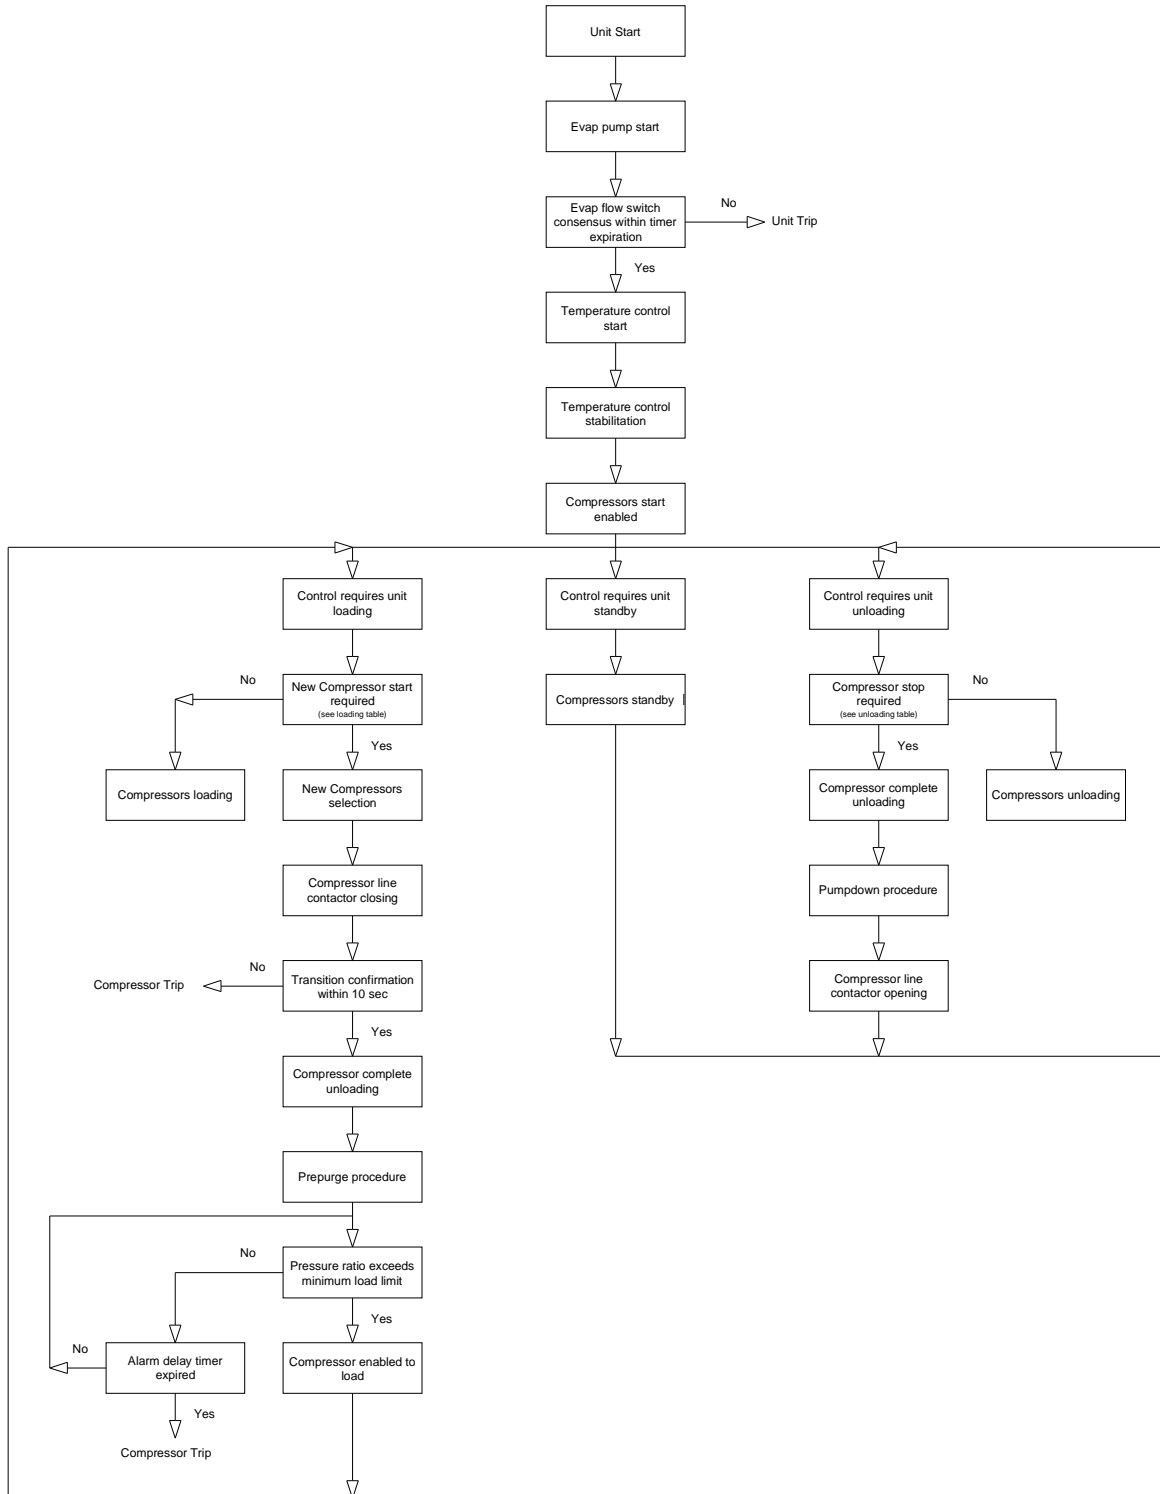 Unit Start
Evap pump start
Evap flow switch
consensus within timer
expiration
No
Unit Trip
Yes
Temperature control
start
Temperature control
stabilitation
Compressors start
enabled
Control requires unit
loading
Control requires unit
standby
Control requires unit
unloading
No
New Compressor start
required
(see loading table)
Compressors standby
Compressor stop
required
(see unloading table)
No
Yes
Yes
Compressors loading
New Compressors
selection
Compressor complete
unloading
Compressors unloading
Compressor line
contactor closing
Pumpdown procedure
Compressor Trip
No
Transition confirmation
within 10 sec
Compressor line
contactor opening
Yes
Compressor complete
unloading
Prepurge procedure
No
Pressure ratio exceeds
minimum load limit
Yes
No
Alarm delay timer
expired
Compressor enabled to
load
Yes
Compressor Trip